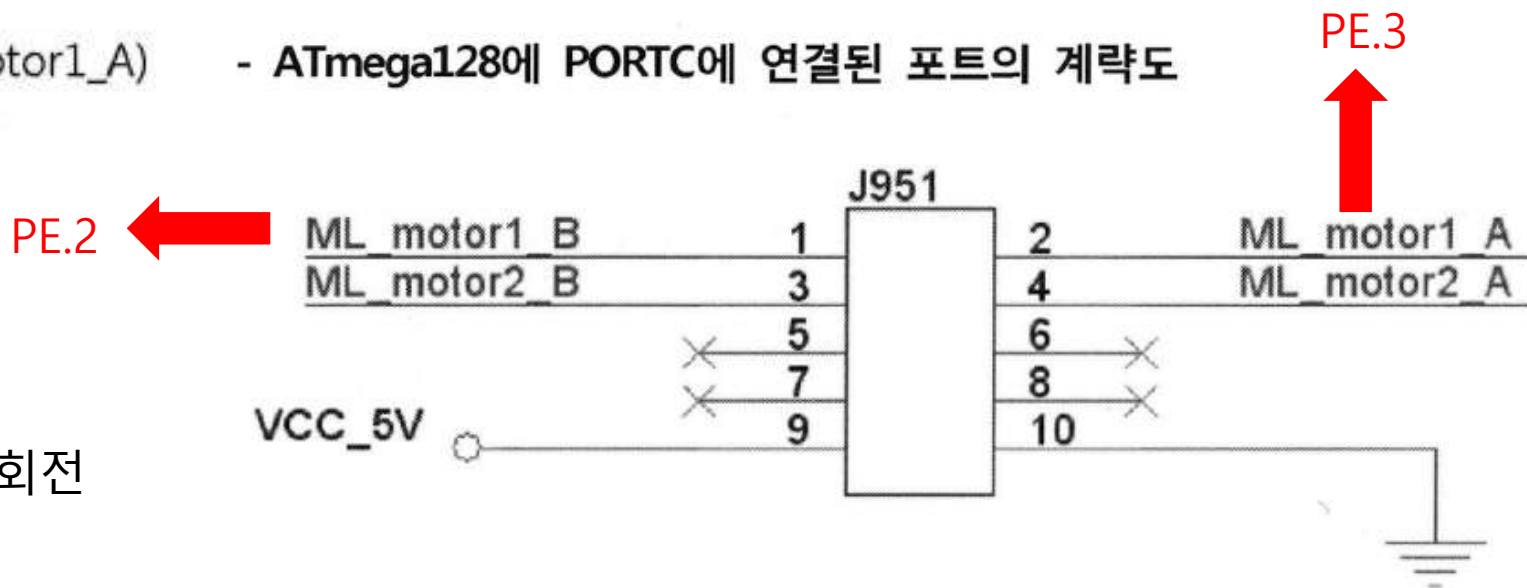 otor1_A)
- ATmega128에 PORTC에 연결된 포트의 계략도
PE.3
J951
PE.2
ML_motor1_B 1 2 ML_motor1_A
ML_motor2_B 3 4 ML_motor2_A
5 6
7 8
VCC_5V 9 10
회전